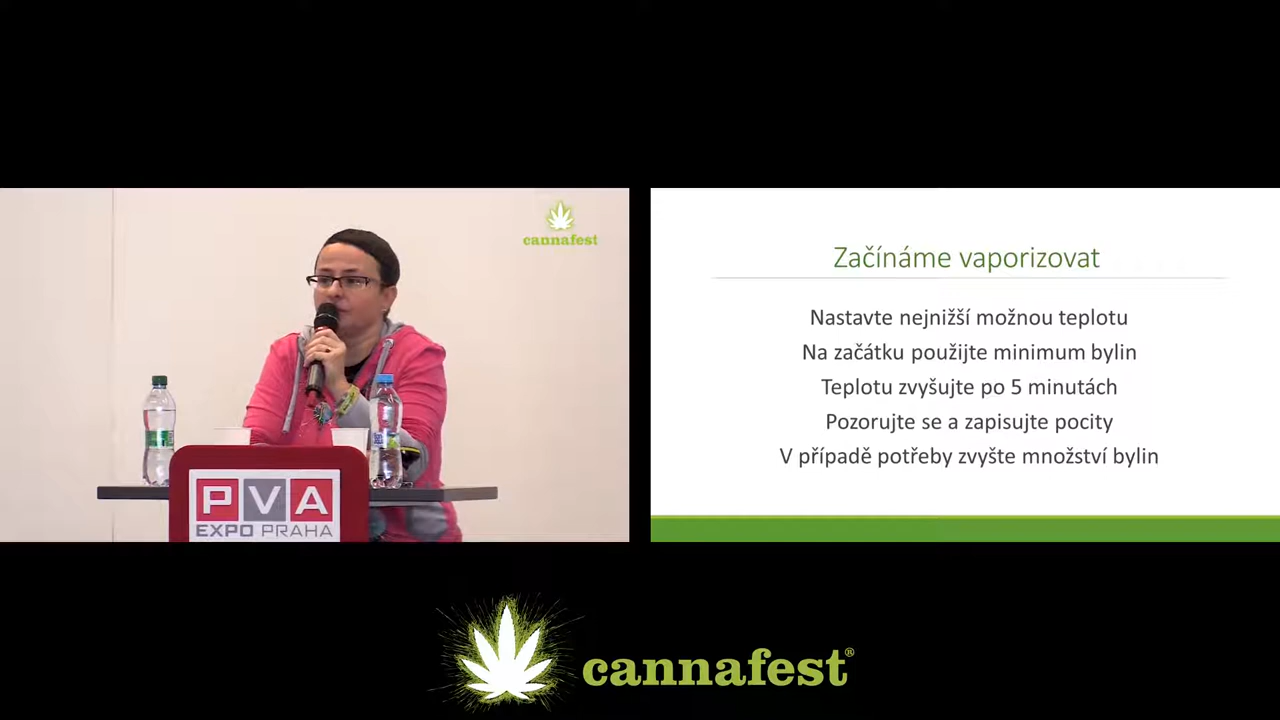 cannafest
PVA
EXPO PRAHA
Začínáme vaporizovat
Nastavte nejnižší možnou teplotu
Na začátku použijte minimum bylin
Teplotu zvyšujte po 5 minutách
Pozorujte se a zapisujte pocity
V případě potřeby zvyšte množství bylin
cannafest®